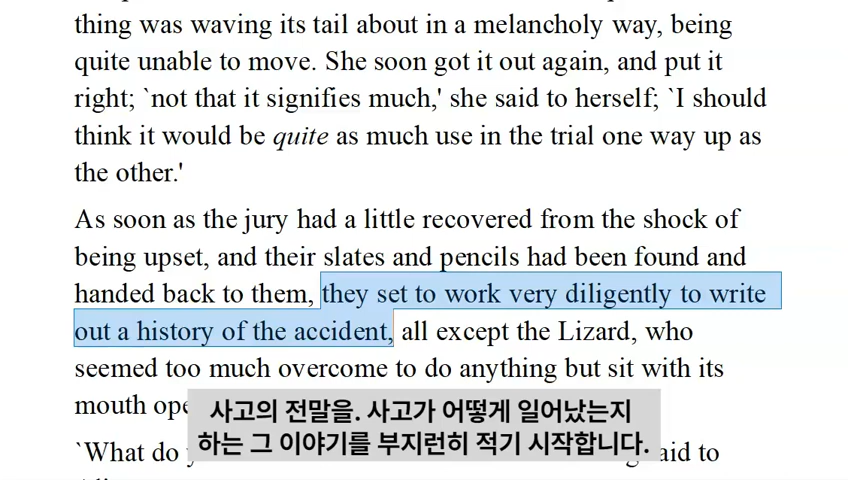 thing was waving its tail about in a melancholy way, being
quite unable to move. She soon got it out again, and put it
right; `not that it signifies much,' she said to herself; `I should
think it would be quite as much use in the trial one way up as
the other.'
As soon as the jury had a little recovered from the shock of
being upset, and their slates and pencils had been found and
handed back to them, they set to work very diligently to write
out a history of the accident, all except the Lizard, who
seemed too much overcome to do anything but sit with its
mouth
사고의 전말을. 사고가 어떻게 일어났는지
하는 그 이야기를 부지런히 적기 시작합니다.
`What do
to